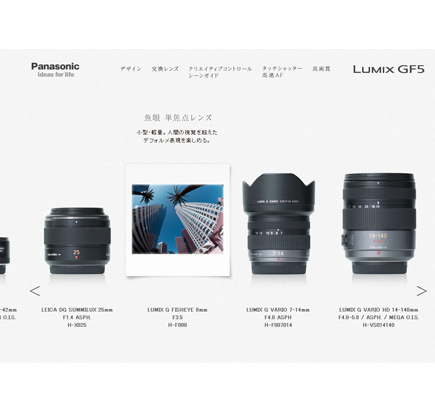 Panasonic
ideas for life
デザイン
交換レンズ
クリエイティブコントロール
シーンガイド
タッチシャッター
高速AF
高画質
LUMIX GF5
魚眼 単焦点レンズ
小型・軽量。人間の視覚を超えた
デフォルメ表現を楽しめる。
25
7-14
14-140
-42mm
O.I.S.
LEICA DG SUMMILUX 25mm
F1.4 ASPH.
H-X025
LUMIX G FISHEYE 8mm
F3.5
H-F008
LUMIX G VARIO 7-14mm
F4.0 ASPH
H-F007014
LUMIX G VARIO HD 14-140mm
F4.0-5.8 / ASPH. / MEGA O.I.S.
H-VS014140